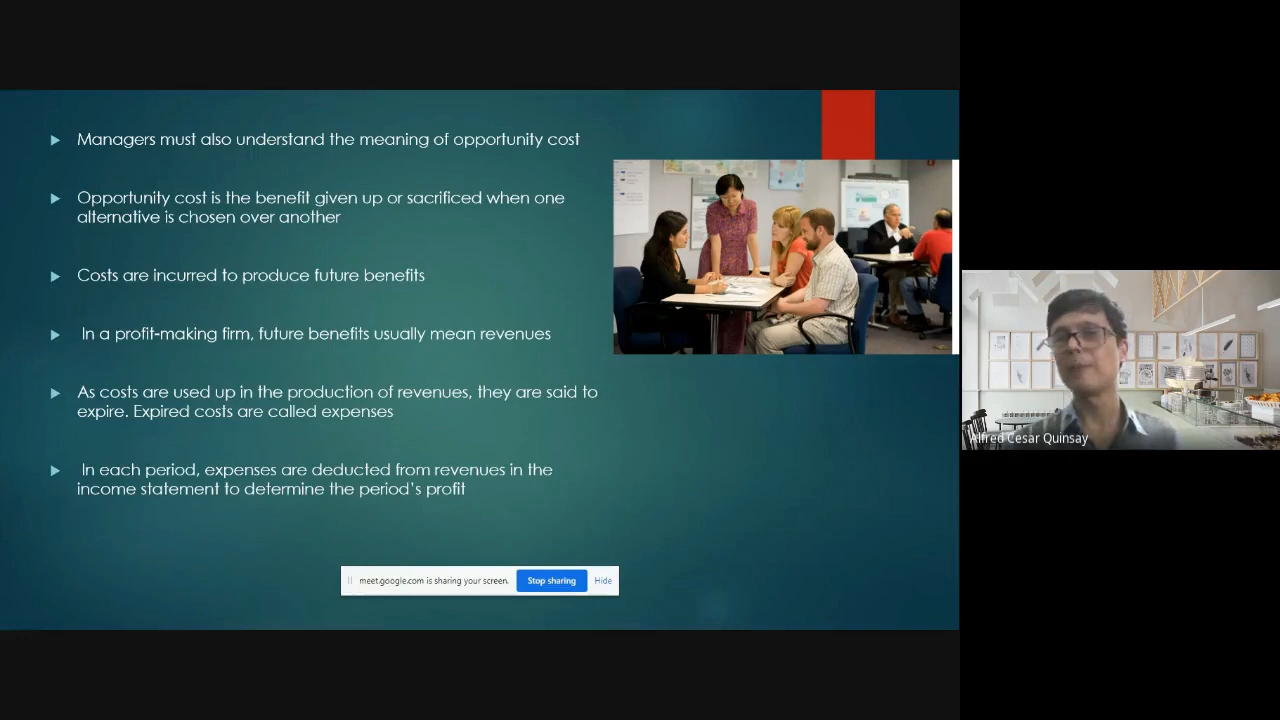 Managers must also understand the meaning of opportunity cost
Opportunity cost is the benefit given up or sacrificed when one
alternative is chosen over another
Costs are incurred to produce future benefits
In a profit-making firm, future benefits usually mean revenues
As costs are used up in the production of revenues, they are said to
expire. Expired costs are called expenses
In each period, expenses are deducted from revenues in the
income statement to determine the period's profit
meet.google.com is sharing your screen. Stop sharing Hide
Alfred Cesar Quinsay